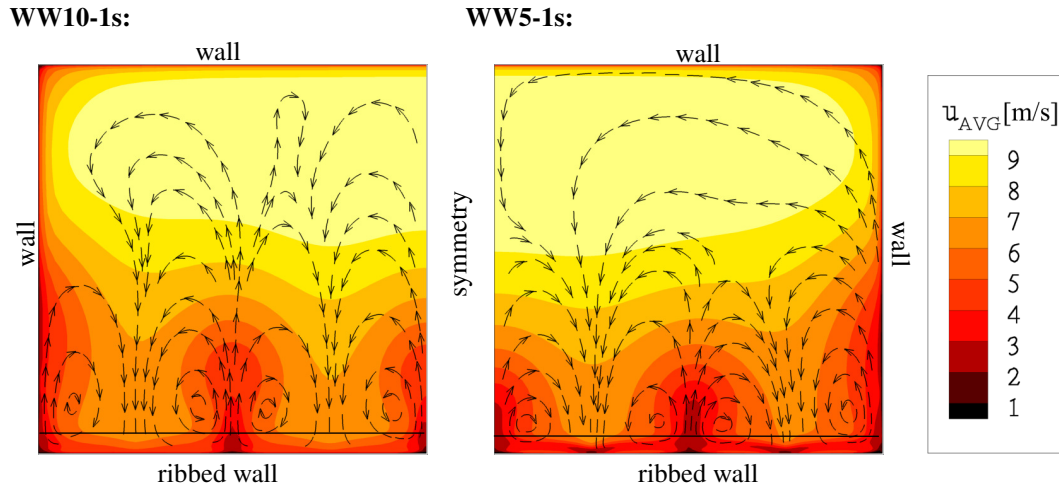 WW10-1s:
WW5-1s:
wall
wall
wall
symmetry
wall
ribbed wall
ribbed wall
u_AVG[m/s]
9
8
7
6
5
4
3
2
1